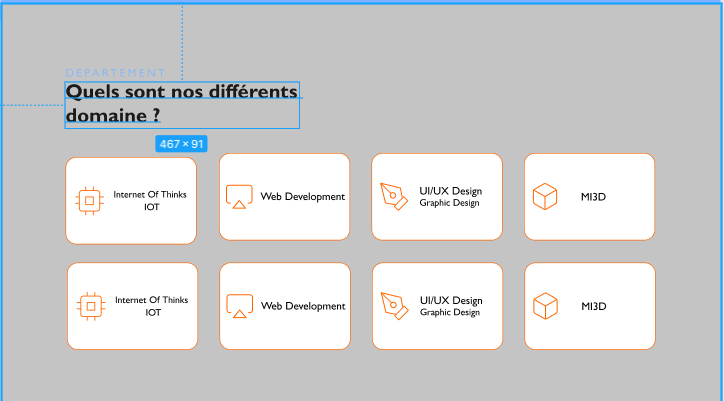 DEPARTEMENT
Quels sont nos différents
domaine ?
467 × 91
Internet Of Thinks
IOT
Web Development
UI/UX Design
Graphic Design
MI3D
Internet Of Thinks
IOT
Web Development
UI/UX Design
Graphic Design
MI3D